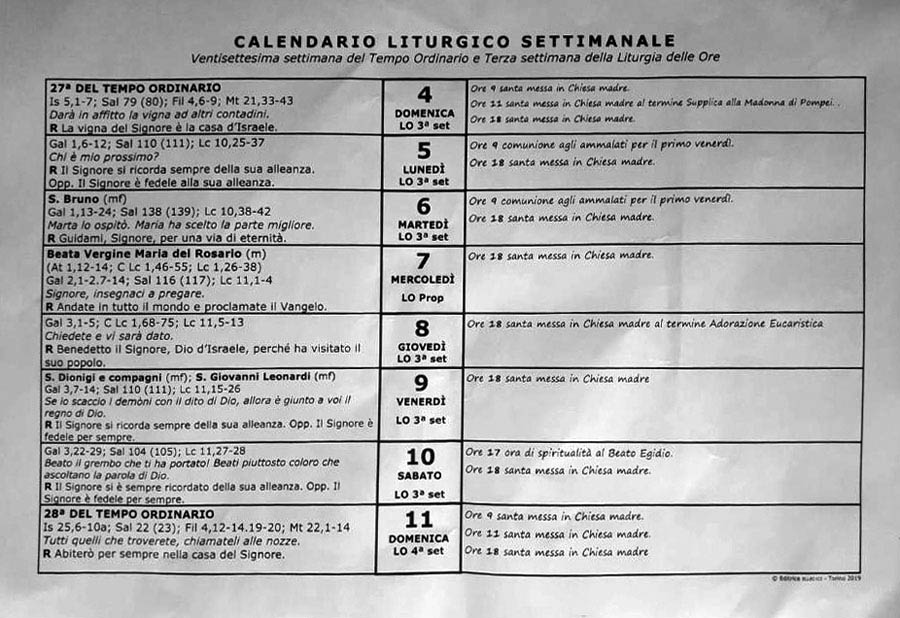 CALENDARIO LITURGICO SETTIMANALE
Ventisettesima settimana del Tempo Ordinario e Terza settimana della Liturgia delle Ore
27ª DEL TEMPO ORDINARIO
Is 5,1-7; Sal 79 (80); Fil 4,6-9; Mt 21,33-43
Darà in affitto la vigna ad altri contadini.
R La vigna del Signore è la casa d'Israele.
4
DOMENICA
LO 3ª set
Ore 9 santa messa in Chiesa madre.
Ore 11 santa messa in Chiesa madre al termine Supplica alla Madonna di Pompei. .
Ore 18 santa messa in Chiesa madre.
Gal 1,6-12; Sal 110 (111); Lc 10,25-37
Chi è mio prossimo?
R Il Signore si ricorda sempre della sua alleanza.
Opp. Il Signore è fedele alla sua alleanza.
5
LUNEDÌ
LO 3ª set
Ore 9 comunione agli ammalati per il primo venerdì.
Ore 18 santa messa in Chiesa madre.
S. Bruno (mf)
Gal 1,13-24; Sal 138 (139); Lc 10,38-42
Marta lo ospitò. Maria ha scelto la parte migliore.
R Guidami, Signore, per una via di eternità.
6
MARTEDÌ
LO 3ª set
Ore 9 comunione agli ammalati per il primo venerdì.
Ore 18 santa messa in Chiesa madre.
Beata Vergine Maria del Rosario (m)
(At 1,12-14; C Lc 1,46-55; Lc 1,26-38)
Gal 2,1-2.7-14; Sal 116 (117); Lc 11,1-4
Signore, insegnaci a pregare.
R Andate in tutto il mondo e proclamate il Vangelo.
7
MERCOLEDÌ
LO Prop
Ore 18 santa messa in Chiesa madre.
Gal 3,1-5; C Lc 1,68-75; Lc 11,5-13
Chiedete e vi sarà dato.
R Benedetto il Signore, Dio d'Israele, perché ha visitato il
suo popolo.
8
GIOVEDÌ
LO 3ª set
Ore 18 santa messa in Chiesa madre al termine Adorazione Eucaristica
S. Dionigi e compagni (mf); S. Giovanni Leonardi (mf)
Gal 3,7-14; Sal 110 (111); Lc 11,15-26
Se io scaccio i demòni con il dito di Dio, allora è giunto a voi il
regno di Dio.
R Il Signore si ricorda sempre della sua alleanza. Opp. Il Signore è
fedele per sempre.
9
VENERDÌ
LO 3ª set
Ore 18 santa messa in Chiesa madre
Gal 3,22-29; Sal 104 (105); Lc 11,27-28
Beato il grembo che ti ha portato! Beati piuttosto coloro che
ascoltano la parola di Dio.
R Il Signore si è sempre ricordato della sua alleanza. Opp. Il
Signore è fedele per sempre.
10
SABATO
LO 3ª set
Ore 17 ora di spiritualità al Beato Egidio.
Ore 18 santa messa in Chiesa madre.
28ª DEL TEMPO ORDINARIO
Is 25,6-10a; Sal 22 (23); Fil 4,12-14.19-20; Mt 22,1-14
Tutti quelli che troverete, chiamateli alle nozze.
R Abiterò per sempre nella casa del Signore.
11
DOMENICA
LO 4ª set
Ore 9 santa messa in Chiesa madre.
Ore 11 santa messa in Chiesa madre.
Ore 18 santa messa in Chiesa madre
© Editrice ELLEDICI - Torino 2019